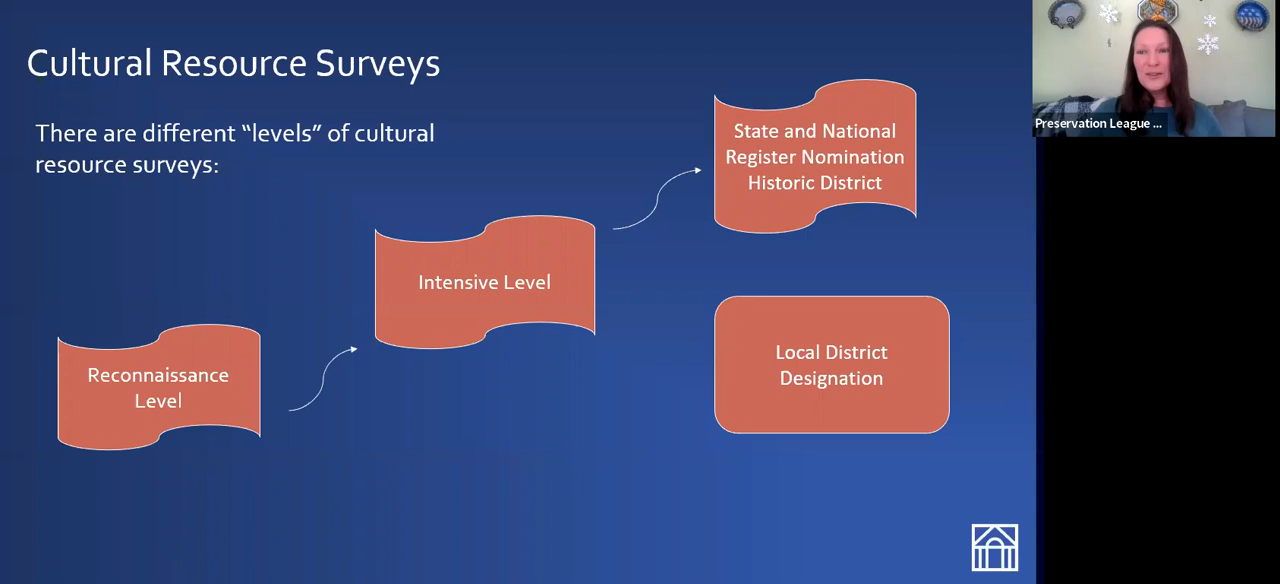 Cultural Resource Surveys
There are different “levels” of cultural
resource surveys:
Reconnaissance
Level
Intensive Level
State and National
Register Nomination
Historic District
Local District
Designation
Preservation League ...